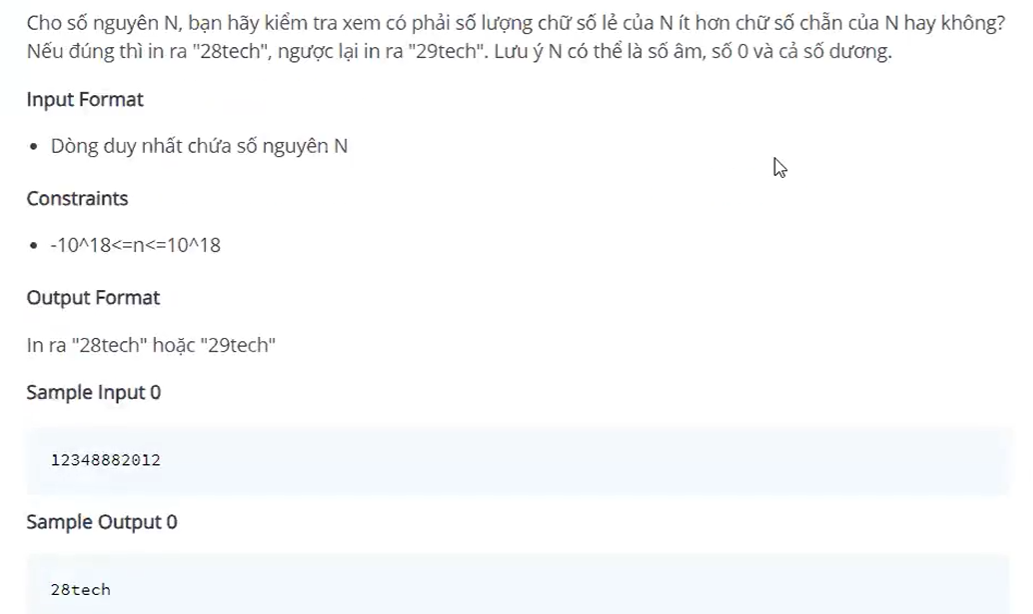 Cho số nguyên N, bạn hãy kiểm tra xem có phải số lượng chữ số lẻ của N ít hơn chữ số chẵn của N hay không?
Nếu đúng thì in ra "28tech", ngược lại in ra "29tech". Lưu ý N có thể là số âm, số 0 và cả số dương.
Input Format
• Dòng duy nhất chứa số nguyên N
Constraints
• -10^18<=n<=10^18
Output Format
In ra "28tech" hoặc "29tech"
Sample Input 0
12348882012
Sample Output 0
28tech